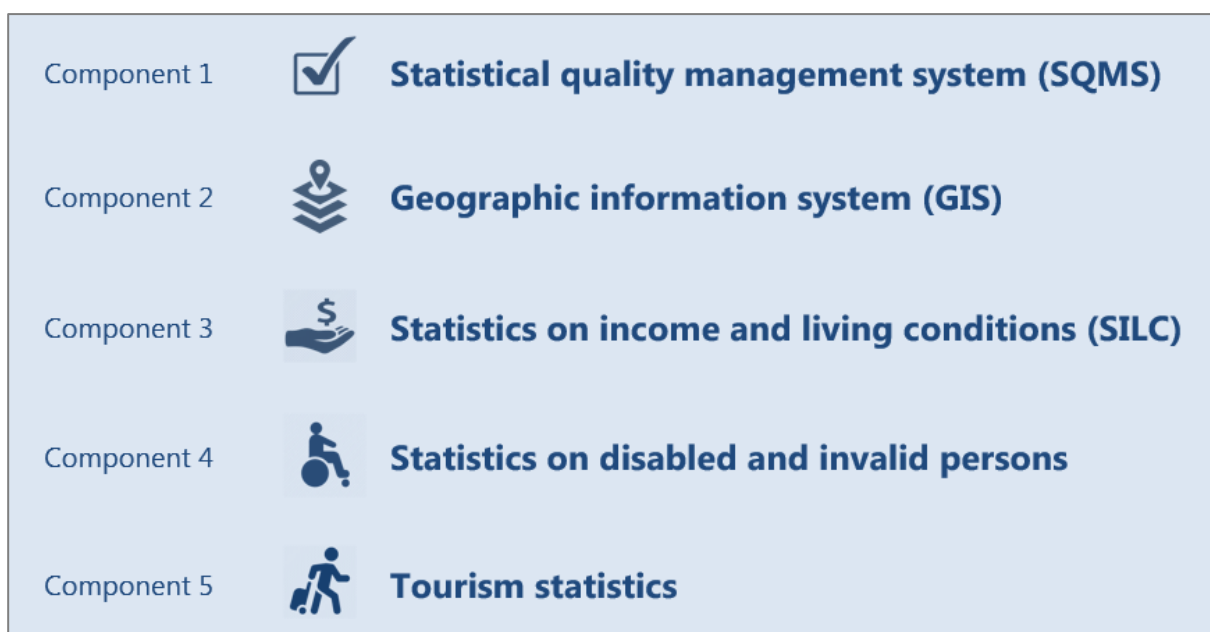 Component 1 Statistical quality management system (SQMS)
Component 2 Geographic information system (GIS)
Component 3 $ Statistics on income and living conditions (SILC)
Component 4 Statistics on disabled and invalid persons
Component 5 Tourism statistics